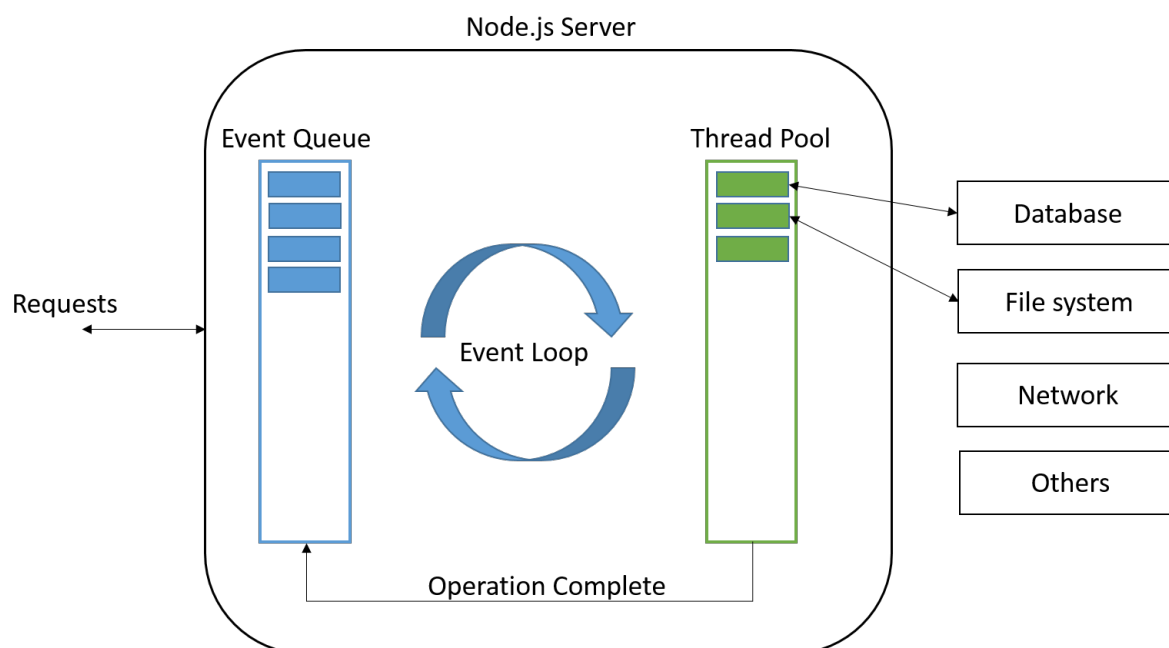 Node.js Server
Event Queue
Thread Pool
Database
Requests
File system
Event Loop
Network
Others
Operation Complete